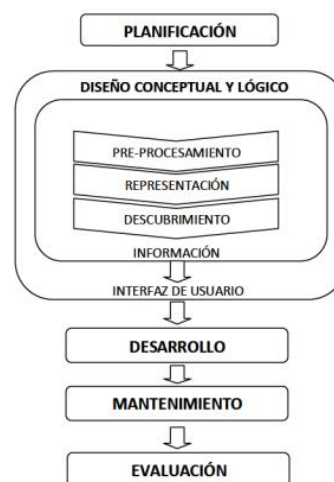 PLANIFICACIÓN
DISEÑO CONCEPTUAL Y LÓGICO
PRE-PROCESAMIENTO
REPRESENTACIÓN
DESCUBRIMIENTO
INFORMACIÓN
INTERFAZ DE USUARIO
DESARROLLO
MANTENIMIENTO
EVALUACIÓN